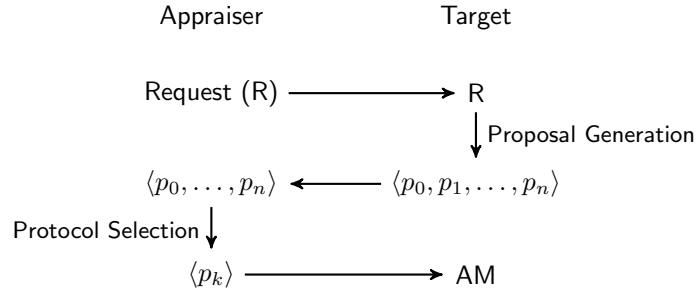 Appraiser Target
Request (R) R
Proposal Generation
⟨p₀, . . . , pₙ⟩ ⟨p₀, p₁, . . . , pₙ⟩
Protocol Selection
⟨pₖ⟩ AM